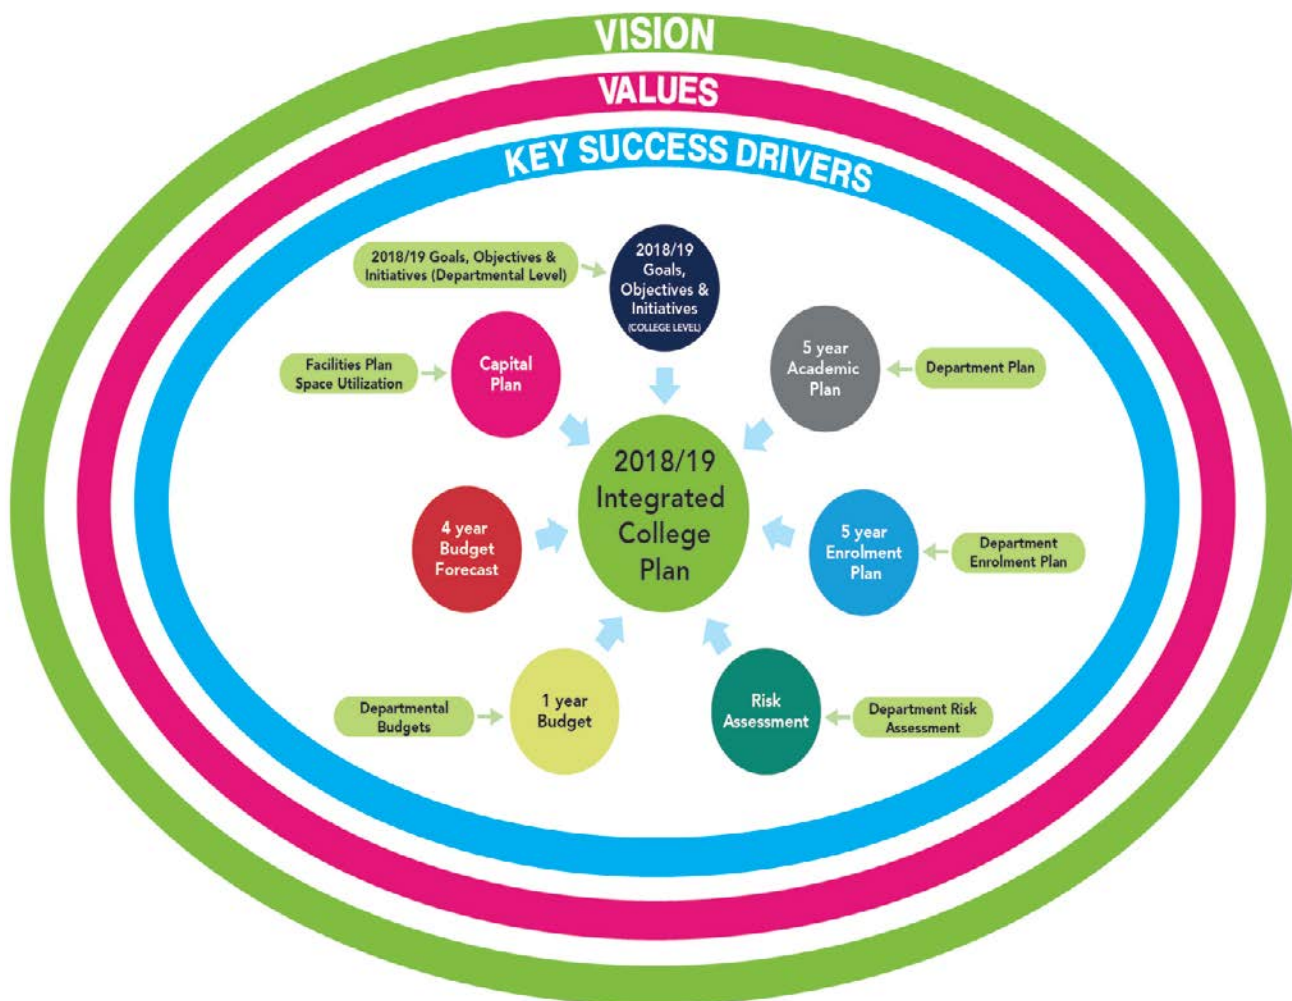 VISION
VALUES
KEY SUCCESS DRIVERS
2018/19 Goals, Objectives &
Initiatives (Departmental Level)
2018/19
Goals,
Objectives &
Initiatives
(COLLEGE LEVEL)
Facilities Plan
Space Utilization
Capital
Plan
5 year
Academic
Plan
Department Plan
2018/19
Integrated
College
Plan
4 year
Budget
Forecast
5 year
Enrolment
Plan
Department
Enrolment Plan
Departmental
Budgets
1 year
Budget
Risk
Assessment
Department Risk
Assessment